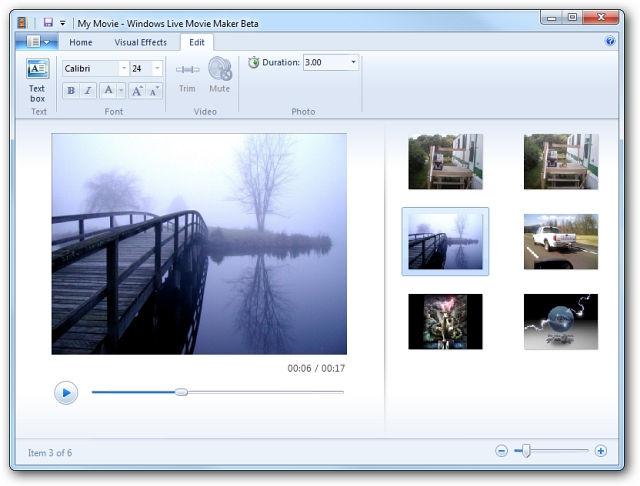 My Movie - Windows Live Movie Maker Beta
Home Visual Effects Edit
Text box
Calibri 24
B I A A A
Trim Mute
Duration: 3.00
Text Font Video Photo
00:06 / 00:17
Item 3 of 6